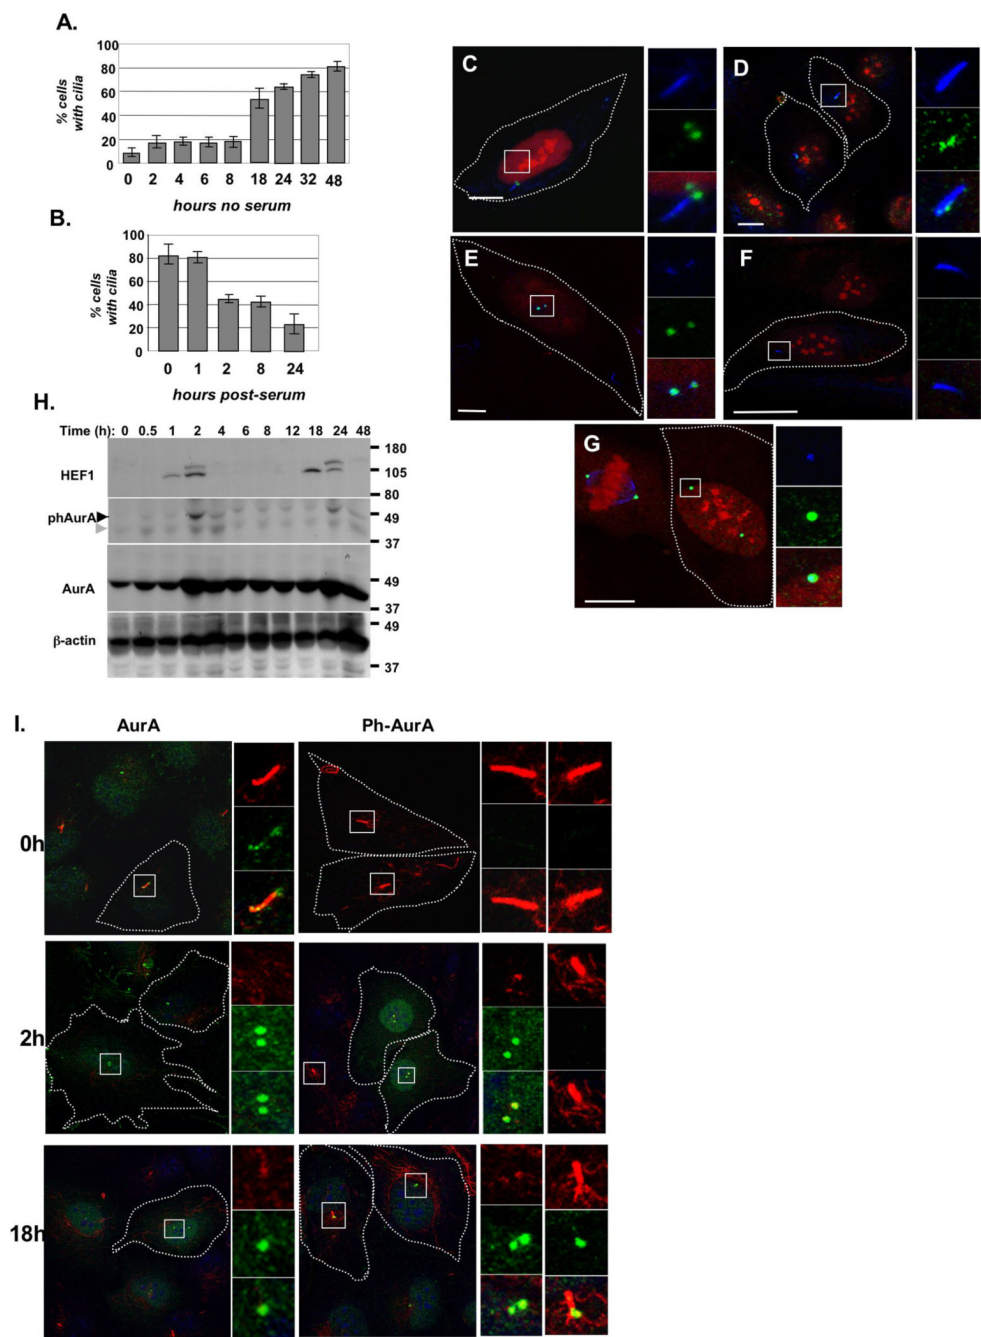 A.
% cells
with cilia
100
80
60
40
20
0
0 2 4 6 8 18 24 32 48
hours no serum
B.
% cells
with cilia
80
60
40
80
20
0
0 1 2 8 24
hours post-serum
C
D
E
F
G
H.
Time (h): 0 0.5 1 2 4 6 8 12 18 24 48
HEF1
180
105
80
phAurA
49
37
AurA
49
37
β-actin
49
37
I.
AurA Ph-AurA
0h
2h
18h